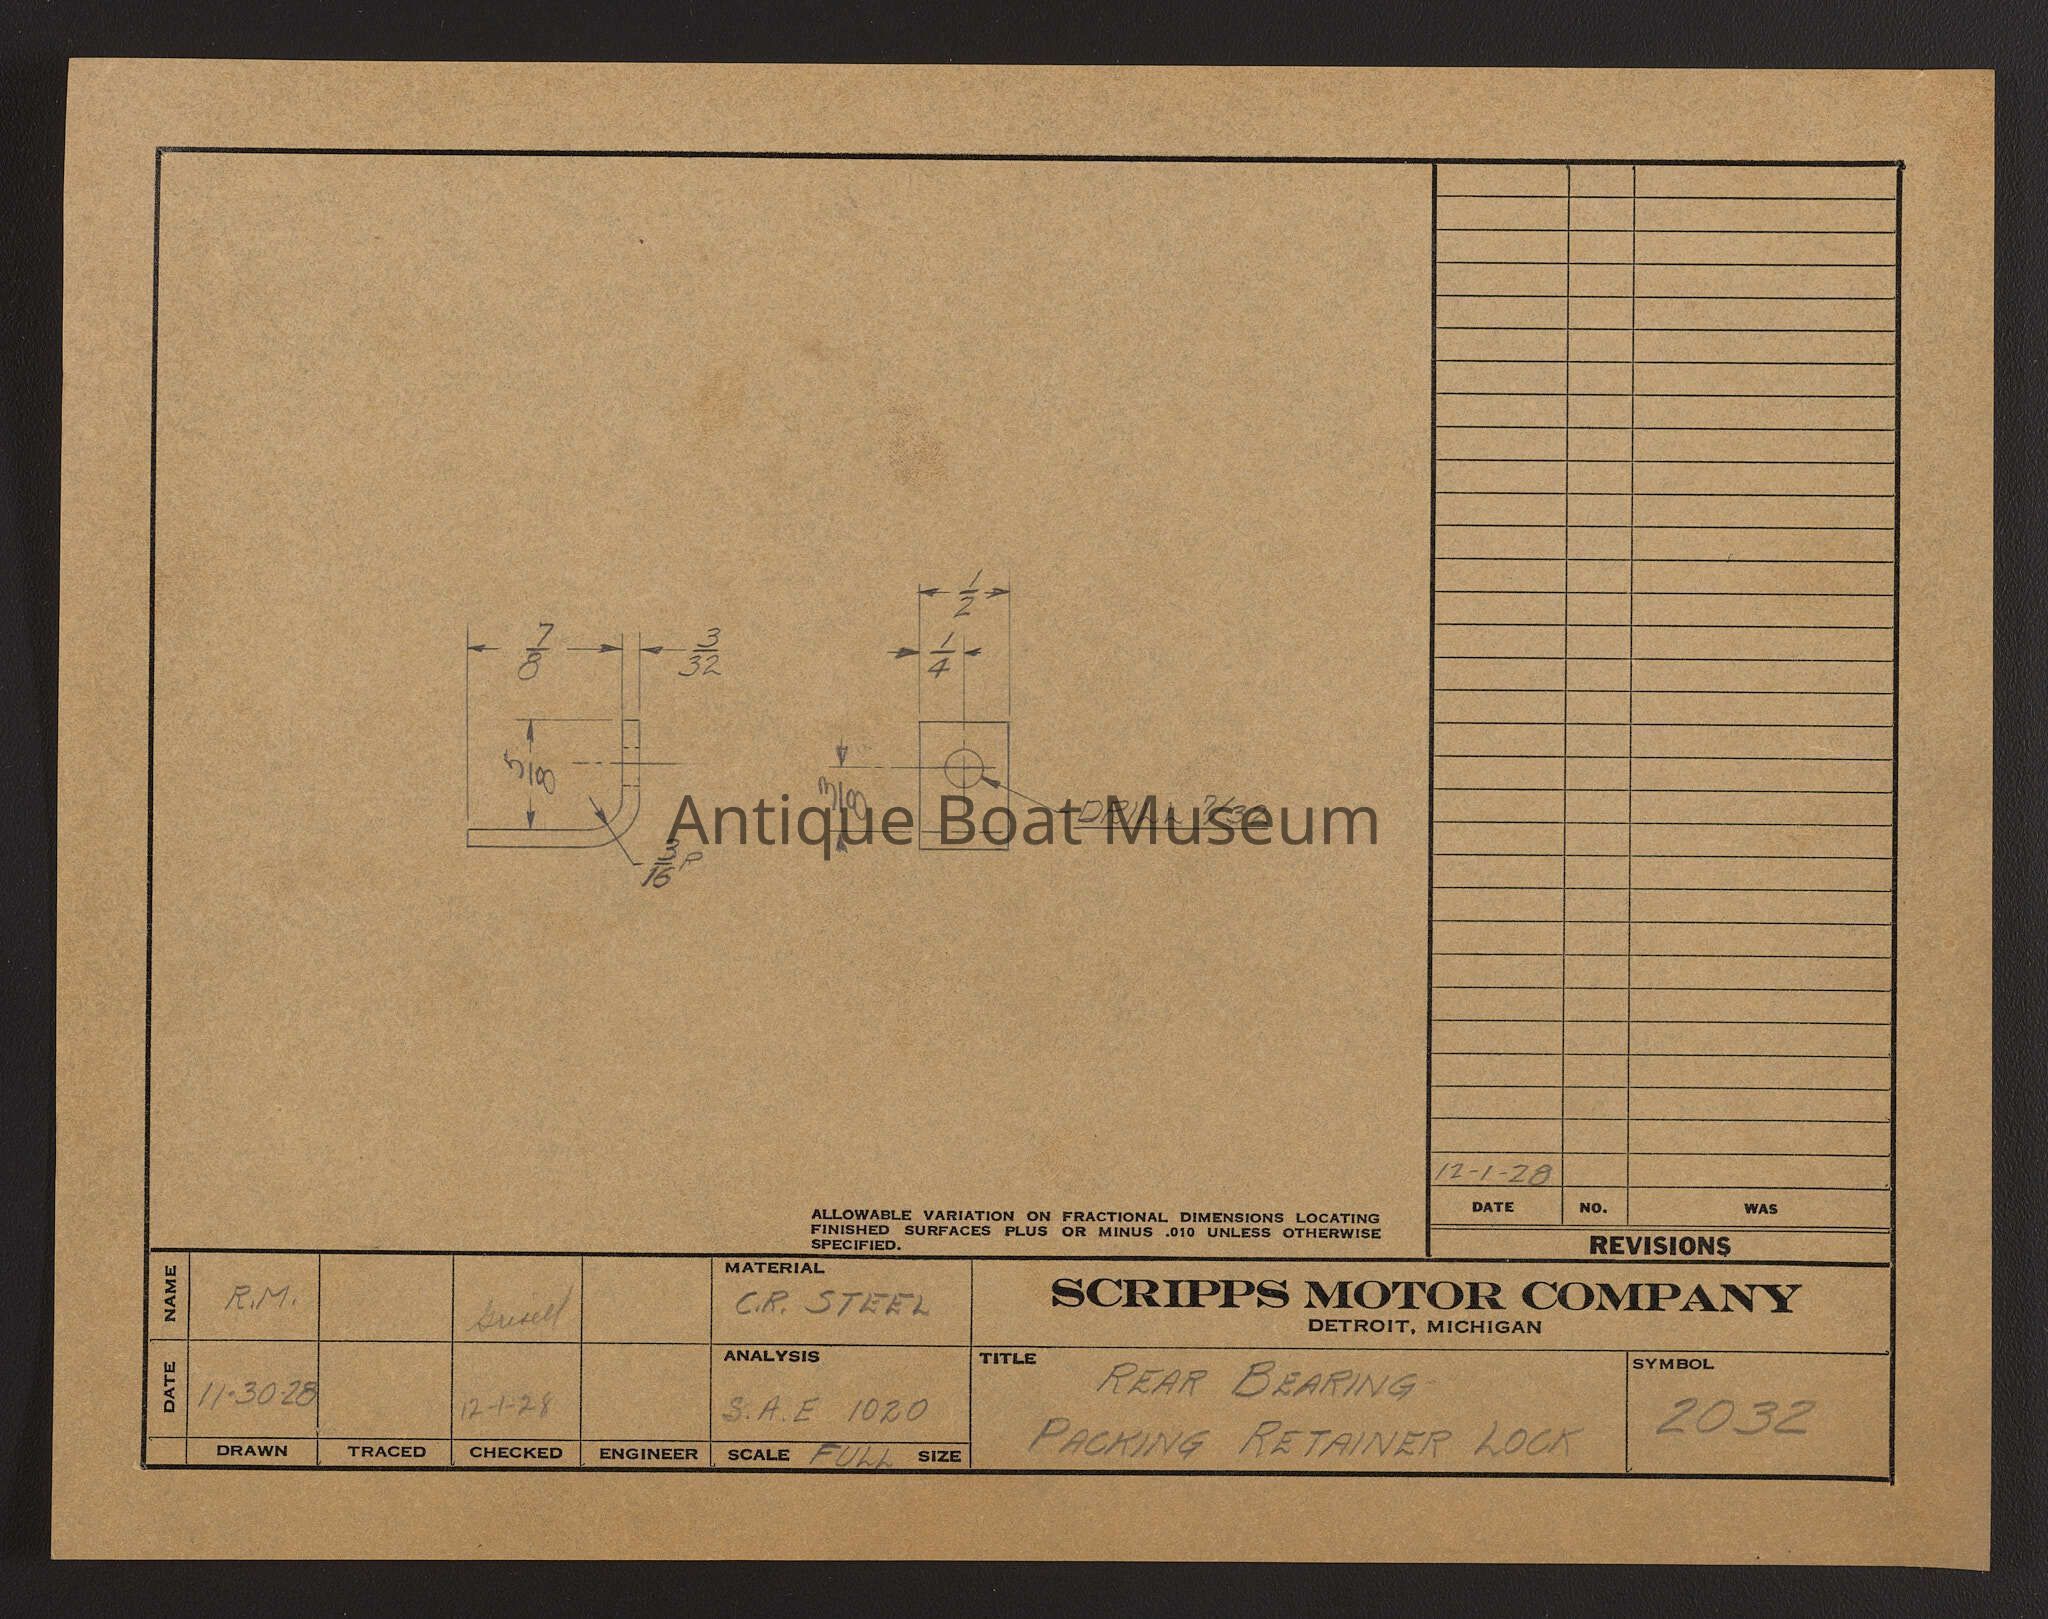 1/2
7/8
3/32
1/4
5/8
3/8
DRILL 7/32
Antique Boat Museum
3/16 R
12-1-28
DATE NO. WAS
REVISIONS
ALLOWABLE VARIATION ON FRACTIONAL DIMENSIONS LOCATING
FINISHED SURFACES PLUS OR MINUS .010 UNLESS OTHERWISE
SPECIFIED.
NAME
R.M.
DATE
11-30-28
12-1-28
DRAWN TRACED CHECKED ENGINEER
MATERIAL
C.R. STEEL
ANALYSIS
S.A.E 1020
SCALE FULL SIZE
SCRIPPS MOTOR COMPANY
DETROIT, MICHIGAN
TITLE
REAR BEARING
PACKING RETAINER LOCK
SYMBOL
2032